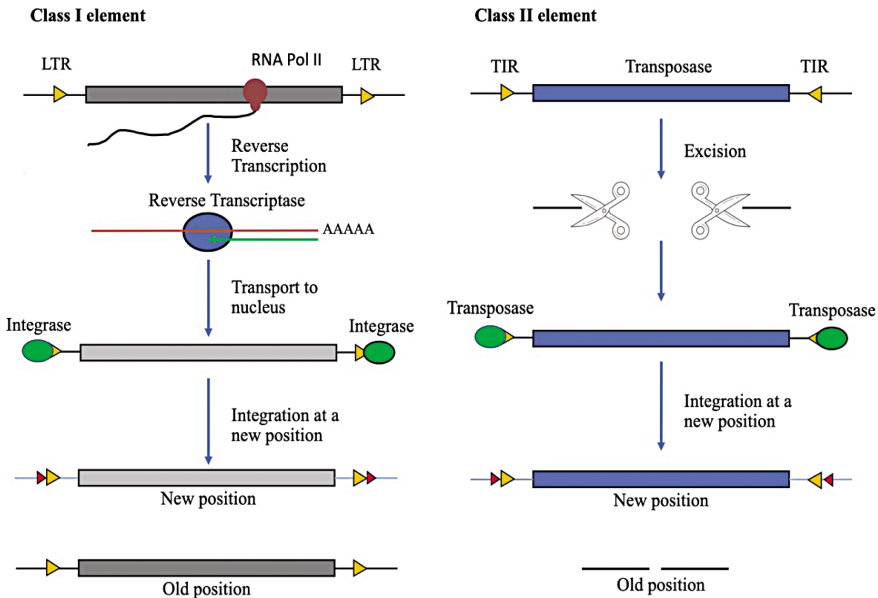 Class I element
LTR
RNA Pol II
LTR
Reverse
Transcription
Reverse Transcriptase
AAAAA
Transport to
nucleus
Integrase
Integrase
Integration at a
new position
New position
Old position
Class II element
TIR
Transposase
TIR
Excision
Transposase
Transposase
Integration at a
new position
New position
Old position